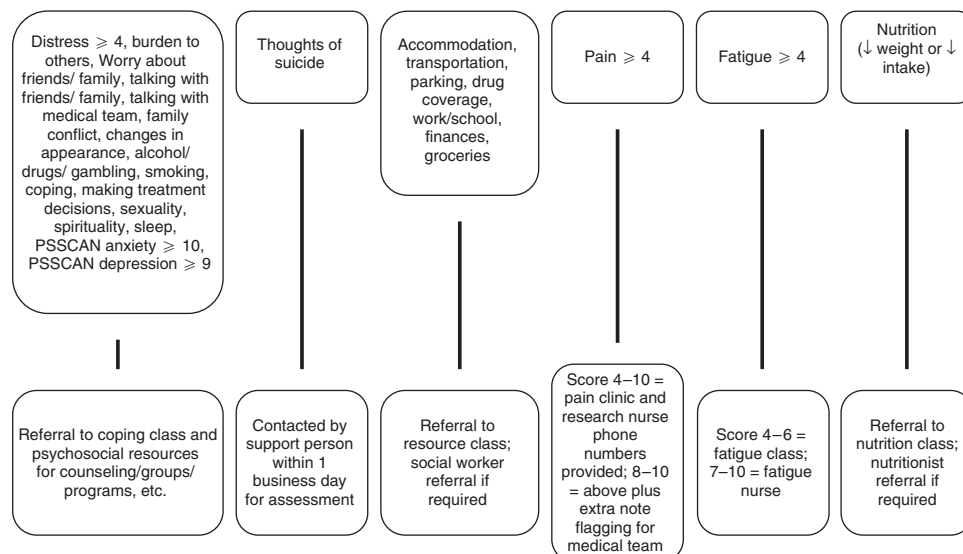 Distress ⩾ 4, burden to
others, Worry about
friends/ family, talking with
friends/ family, talking with
medical team, family
conflict, changes in
appearance, alcohol/
drugs/ gambling, smoking,
coping, making treatment
decisions, sexuality,
spirituality, sleep,
PSSCAN anxiety ⩾ 10,
PSSCAN depression ⩾ 9
Thoughts of
suicide
Accommodation,
transportation,
parking, drug
coverage,
work/school,
finances,
groceries
Pain ⩾ 4
Fatigue ⩾ 4
Nutrition
(↓ weight or ↓
intake)
Referral to coping class and
psychosocial resources
for counseling/groups/
programs, etc.
Contacted by
support person
within 1
business day
for assessment
Referral to
resource class;
social worker
referral if
required
Score 4–10 =
pain clinic and
research nurse
phone
numbers
provided; 8–10
= above plus
extra note
flagging for
medical team
Score 4–6 =
fatigue class;
7–10 = fatigue
nurse
Referral to
nutrition class;
nutritionist
referral if
required